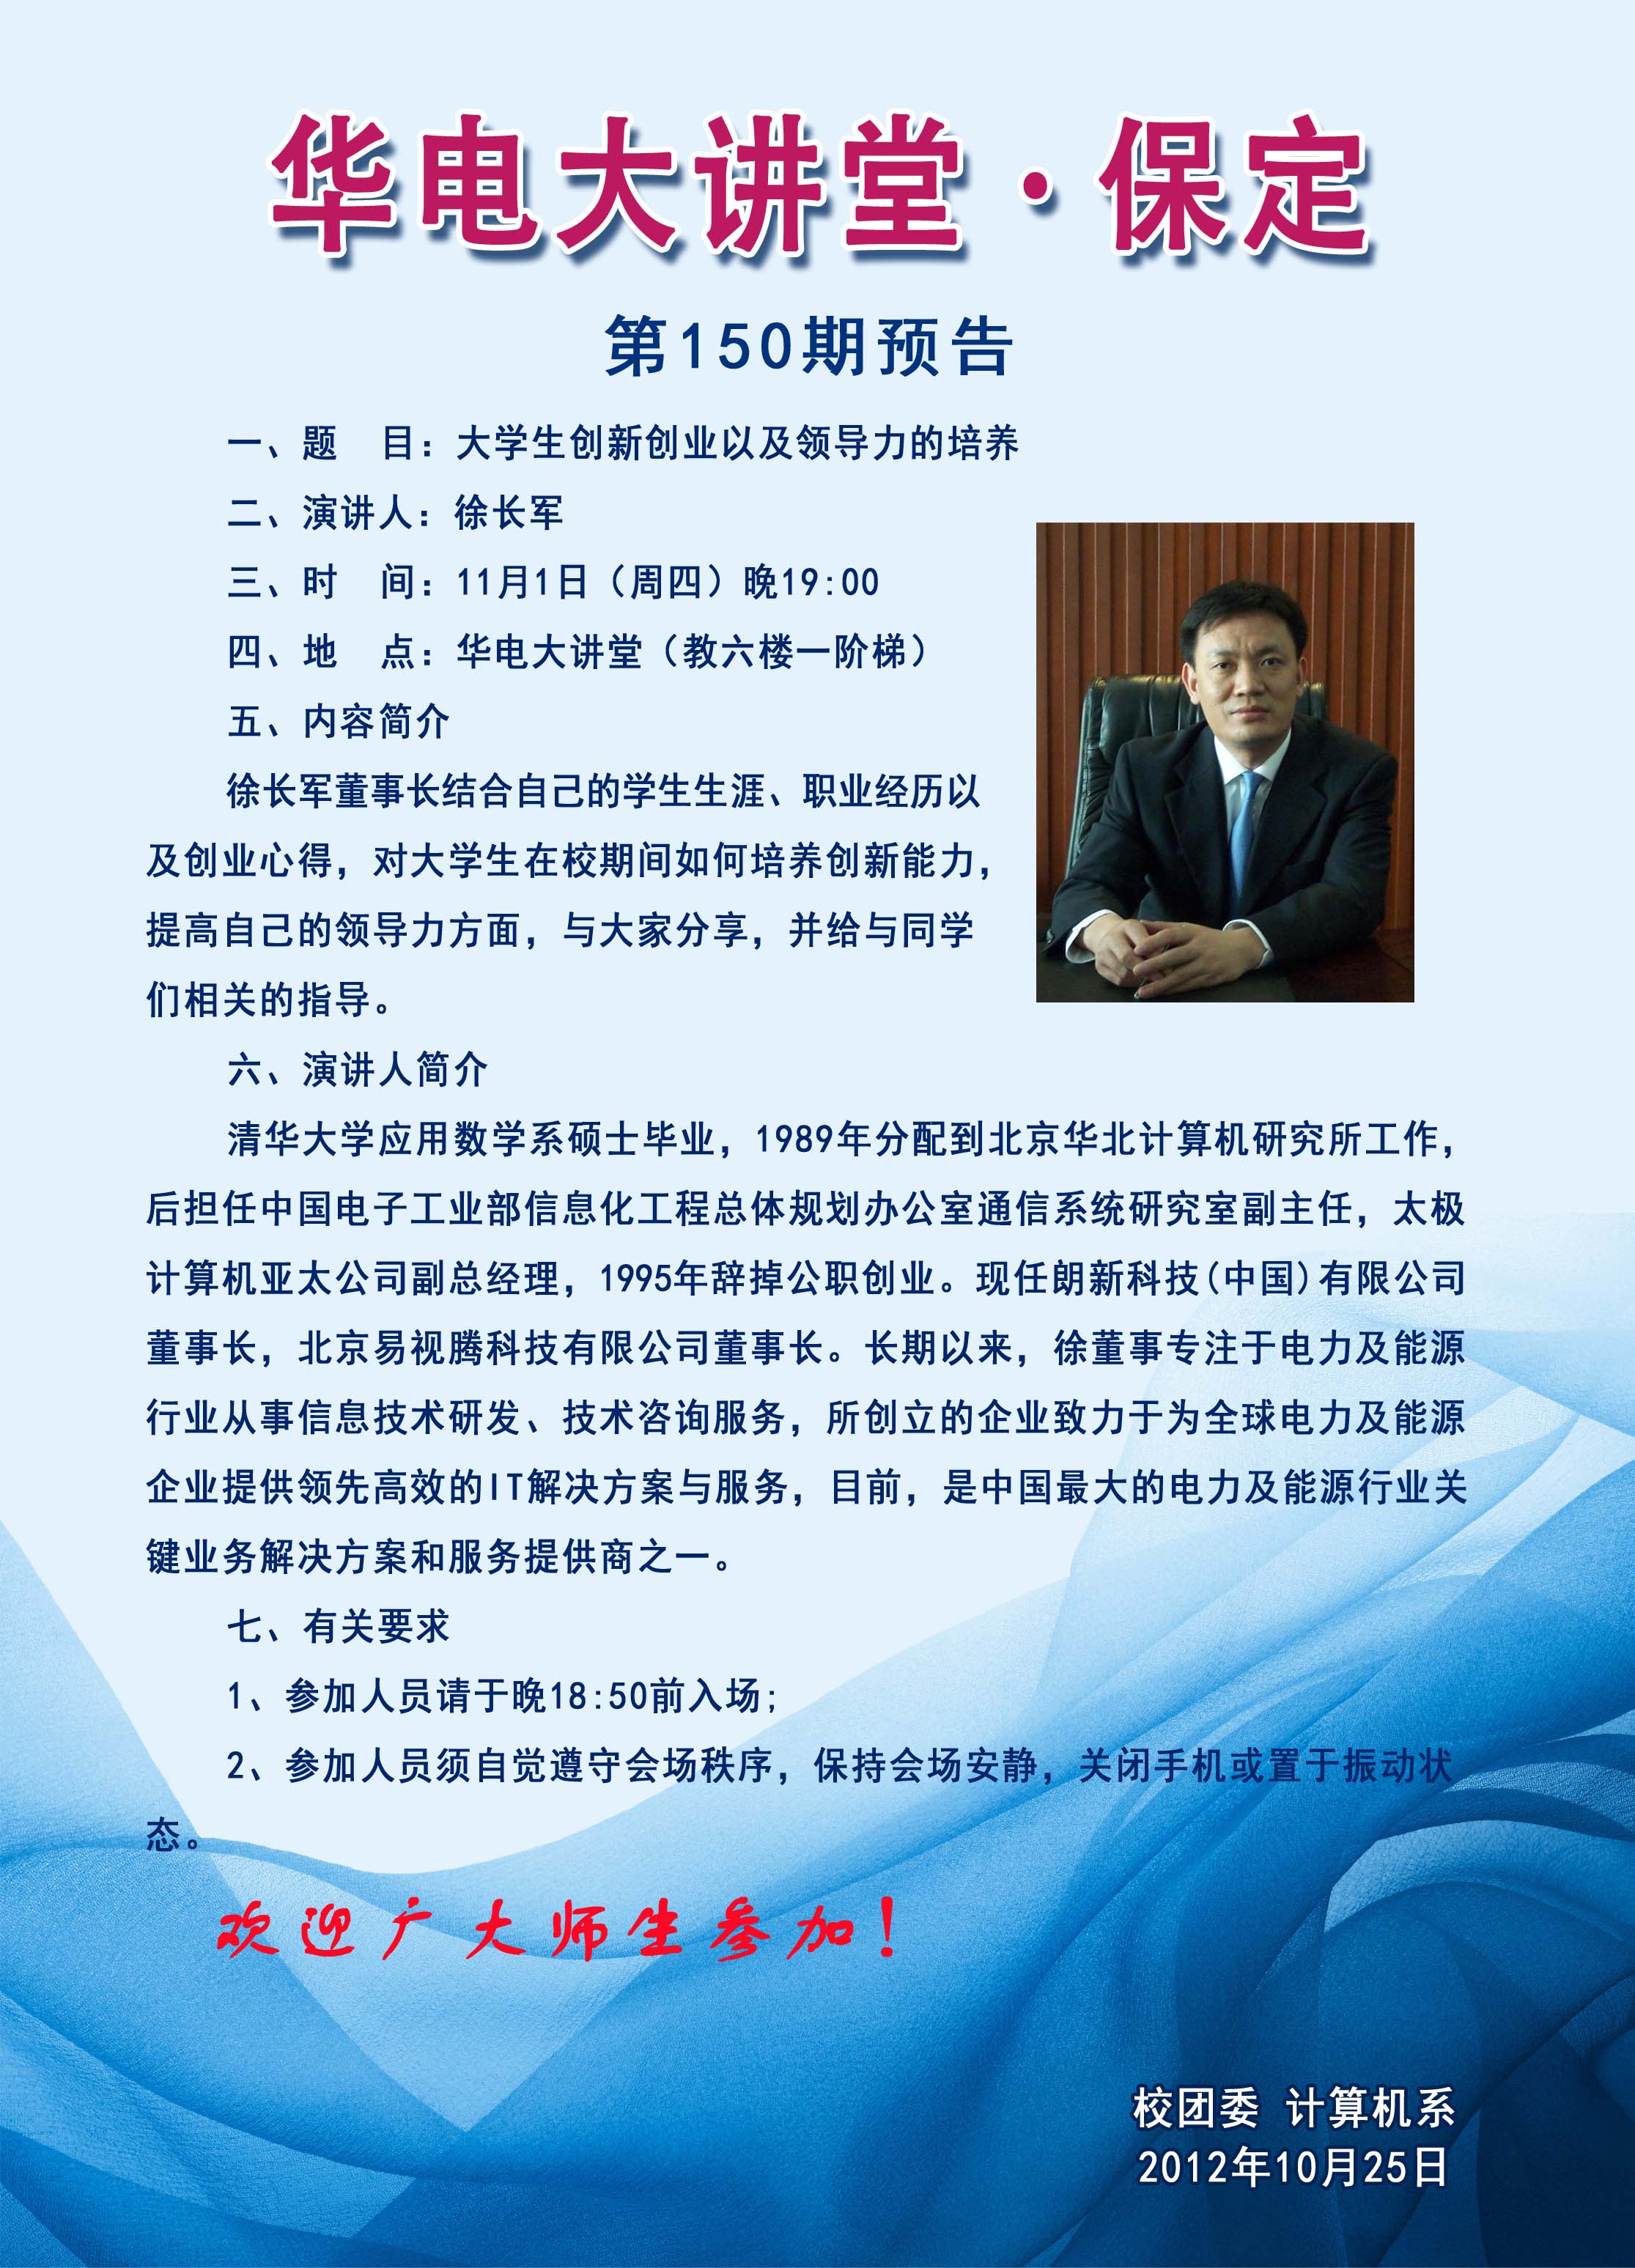 华电大讲堂·保定
第150期预告
一、题　目：大学生创新创业以及领导力的培养
二、演讲人：徐长军
三、时　间：11月1日（周四）晚19:00
四、地　点：华电大讲堂（教六楼一阶梯）
五、内容简介
徐长军董事长结合自己的学生生涯、职业经历以
及创业心得，对大学生在校期间如何培养创新能力，
提高自己的领导力方面，与大家分享，并给与同学
们相关的指导。
六、演讲人简介
清华大学应用数学系硕士毕业，1989年分配到北京华北计算机研究所工作，
后担任中国电子工业部信息化工程总体规划办公室通信系统研究室副主任，太极
计算机亚太公司副总经理，1995年辞掉公职创业。现任朗新科技(中国)有限公司
董事长，北京易视腾科技有限公司董事长。长期以来，徐董事专注于电力及能源
行业从事信息技术研发、技术咨询服务，所创立的企业致力于为全球电力及能源
企业提供领先高效的IT解决方案与服务，目前，是中国最大的电力及能源行业关
键业务解决方案和服务提供商之一。
七、有关要求
1、参加人员请于晚18:50前入场;
2、参加人员须自觉遵守会场秩序，保持会场安静，关闭手机或置于振动状
态。
欢迎广大师生参加！
校团委 计算机系
2012年10月25日